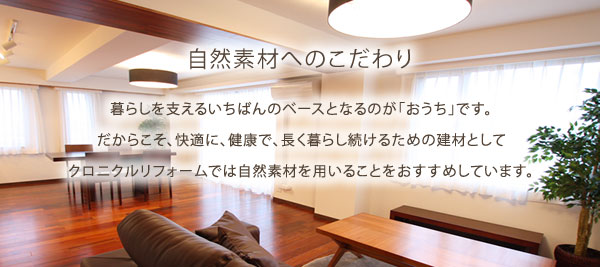 自然素材へのこだわり
暮らしを支えるいちばんのベースとなるのが「おうち」です。
だからこそ、快適に、健康で、長く暮らし続けるための建材として
クロニクルリフォームでは自然素材を用いることをおすすめしています。